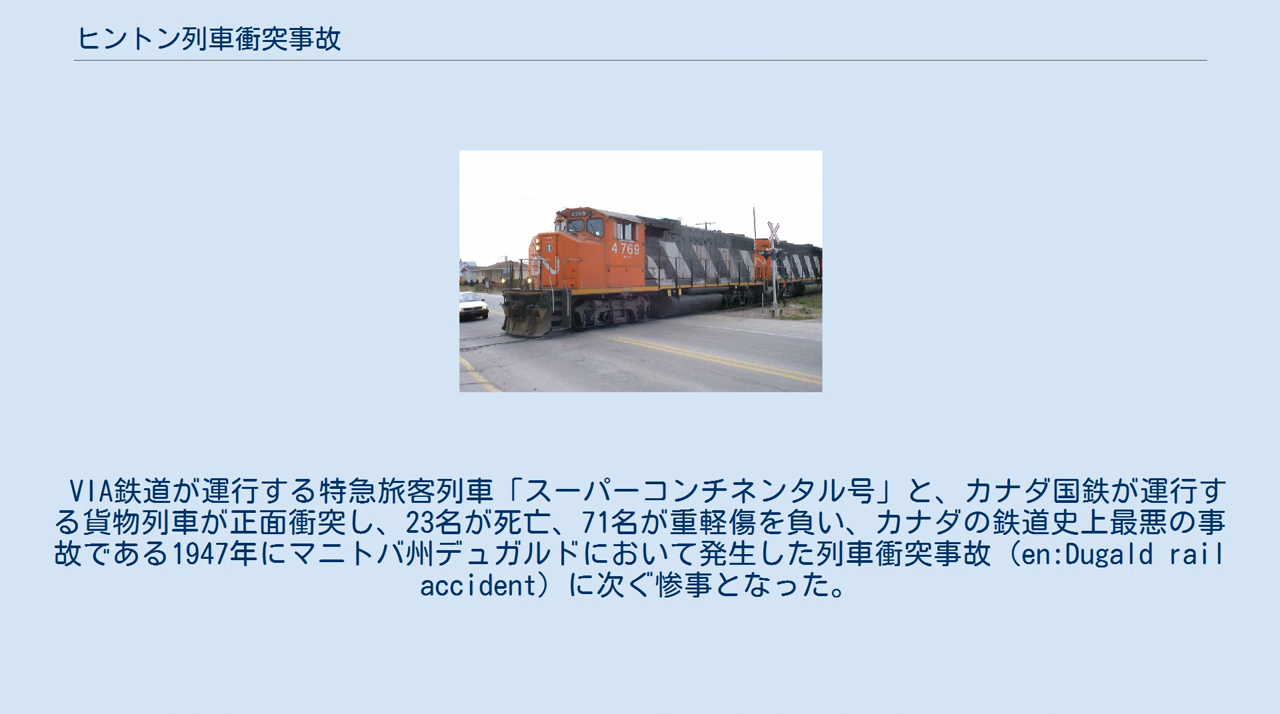 ヒントン列車衝突事故
4769
VIA鉄道が運行する特急旅客列車「スーパーコンチネンタル号」と、カナダ国鉄が運行す
る貨物列車が正面衝突し、23名が死亡、71名が重軽傷を負い、カナダの鉄道史上最悪の事
故である1947年にマニトバ州デュガルドにおいて発生した列車衝突事故（en:Dugald rail
accident）に次ぐ惨事となった。